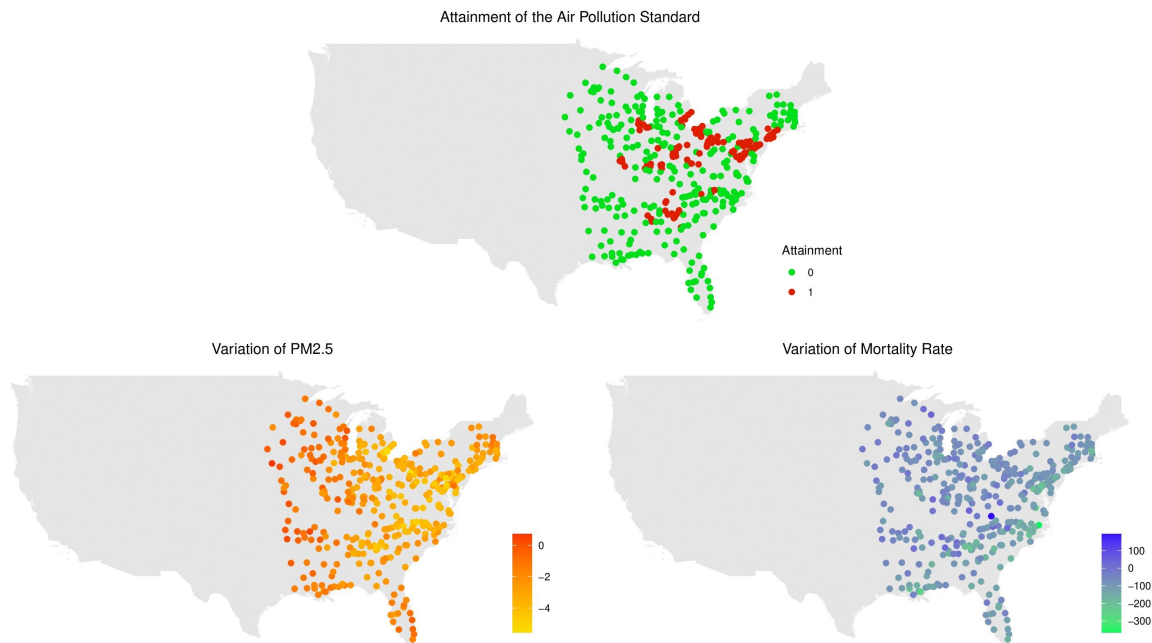 Attainment of the Air Pollution Standard
Attainment
0
1
Variation of PM2.5
0
−2
−4
Variation of Mortality Rate
100
0
−100
−200
−300